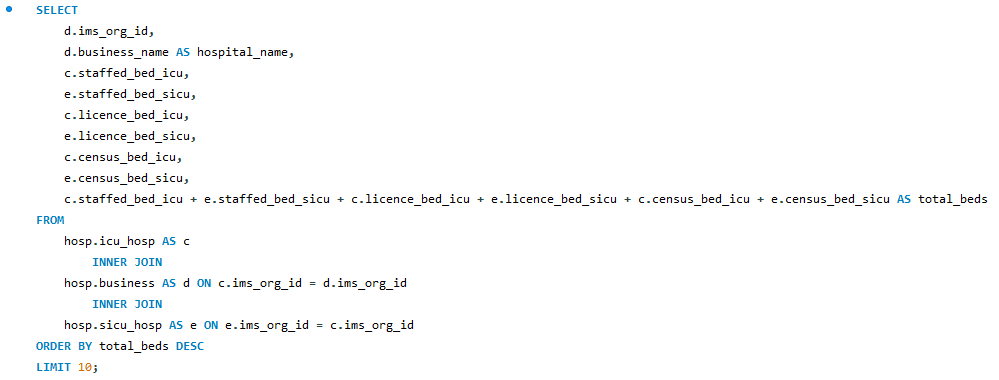 SELECT
d.ims_org_id,
d.business_name AS hospital_name,
c.staffed_bed_icu,
e.staffed_bed_sicu,
c.licence_bed_icu,
e.licence_bed_sicu,
c.census_bed_icu,
e.census_bed_sicu,
c.staffed_bed_icu + e.staffed_bed_sicu + c.licence_bed_icu + e.licence_bed_sicu + c.census_bed_icu + e.census_bed_sicu AS total_beds
FROM
hosp.icu_hosp AS c
INNER JOIN
hosp.business AS d ON c.ims_org_id = d.ims_org_id
INNER JOIN
hosp.sicu_hosp AS e ON e.ims_org_id = c.ims_org_id
ORDER BY total_beds DESC
LIMIT 10;